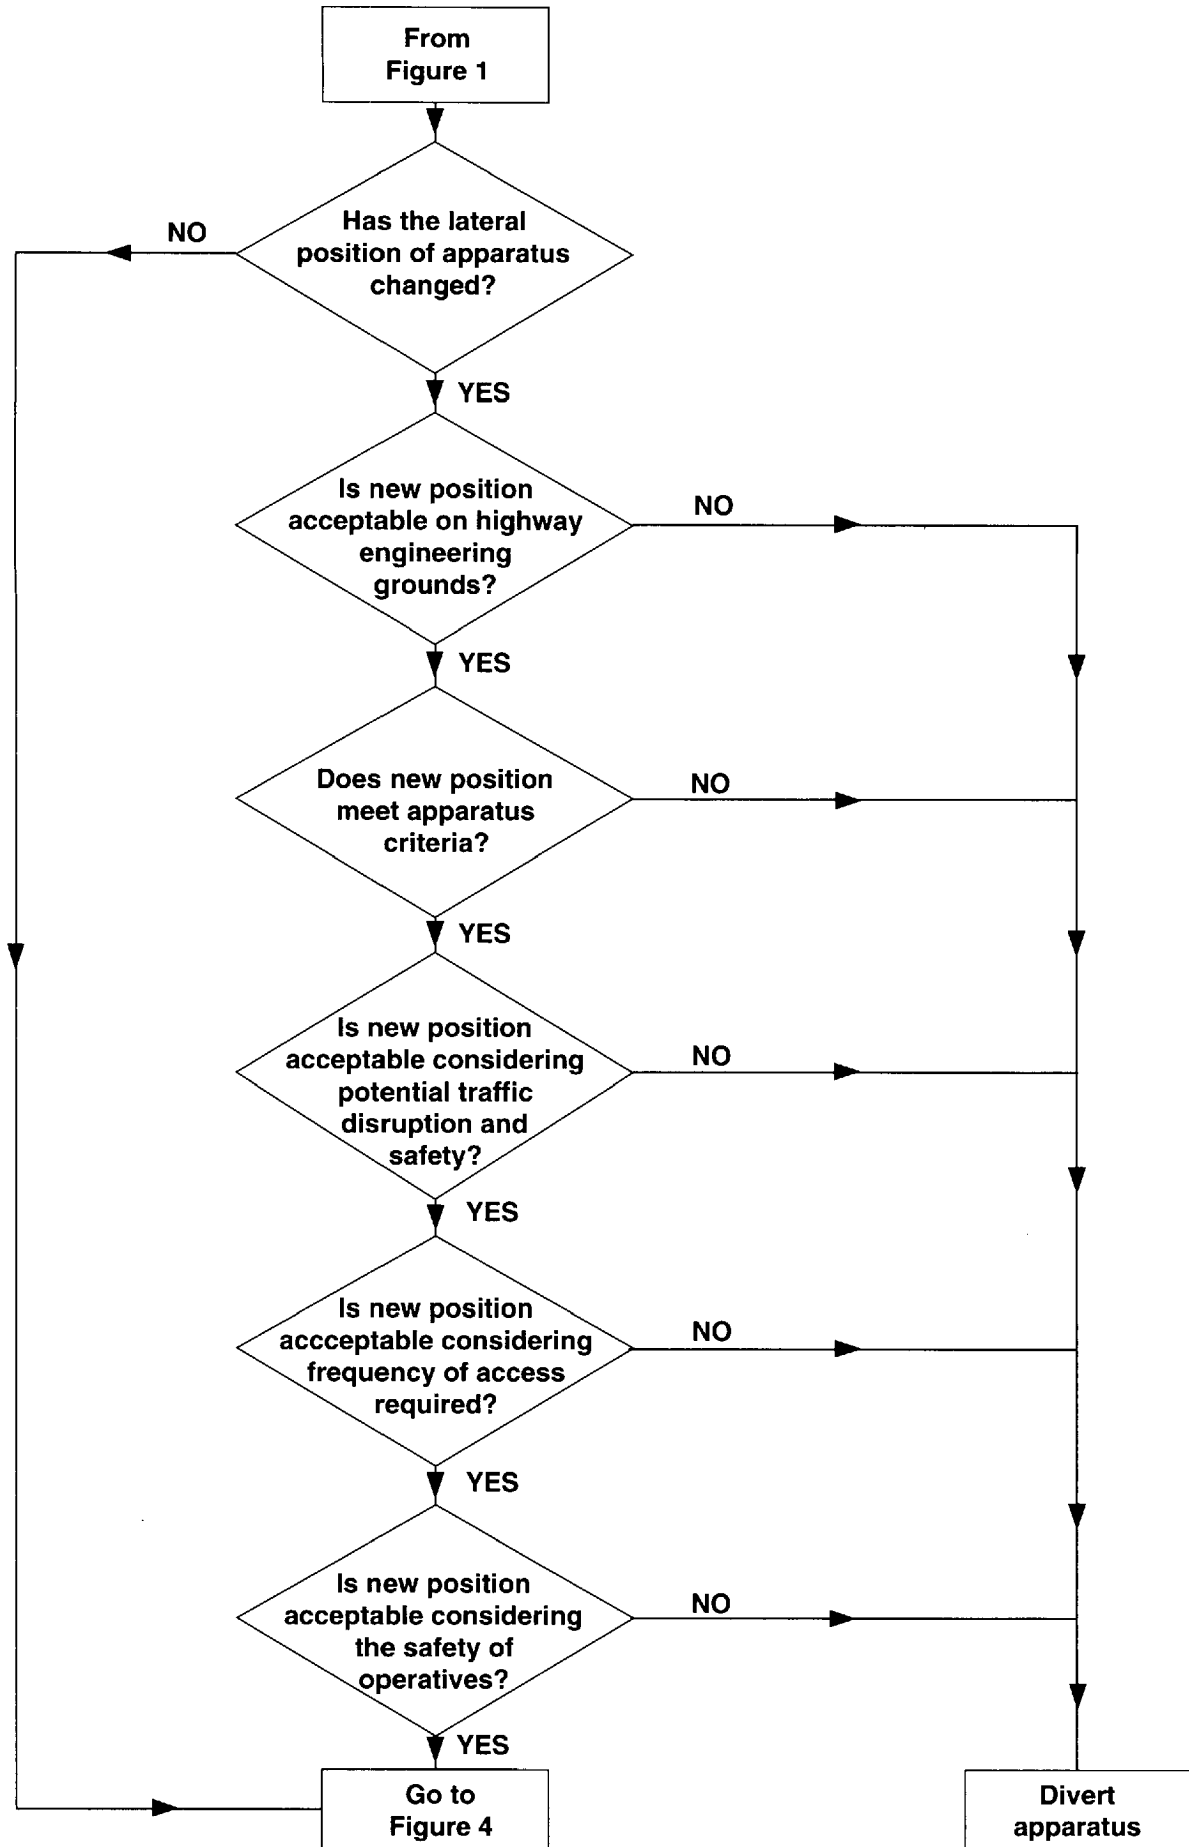 From
Figure 1
Has the lateral
position of apparatus
changed?
NO
YES
Is new position
acceptable on highway
engineering
grounds?
NO
YES
Does new position
meet apparatus
criteria?
NO
YES
Is new position
acceptable considering
potential traffic
disruption and
safety?
NO
YES
Is new position
accceptable considering
frequency of access
required?
NO
YES
Is new position
acceptable considering
the safety of
operatives?
NO
YES
Go to
Figure 4
Divert
apparatus